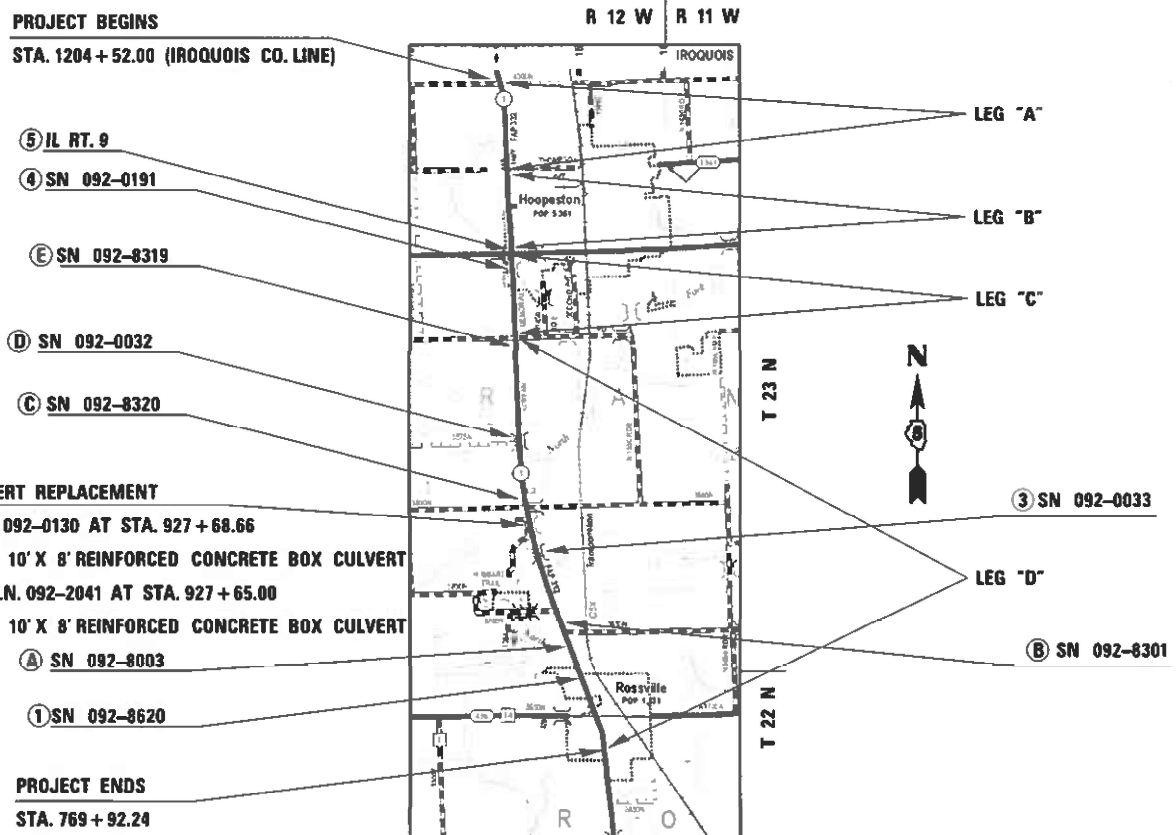 PROJECT BEGINS
STA. 1204+52.00 (IROQUOIS CO. LINE)
R 12 W R 11 W
IROQUOIS
1
LEG "A"
5 IL RT. 9
4 SN 092-0191
Hoopeston
LEG "B"
E SN 092-8319
LEG "C"
D SN 092-0032
T 23 N
N
C SN 092-8320
R A N
1
ERT REPLACEMENT
092-0130 AT STA. 927+68.66
10' X 8' REINFORCED CONCRETE BOX CULVERT
.N. 092-2041 AT STA. 927+65.00
10' X 8' REINFORCED CONCRETE BOX CULVERT
3 SN 092-0033
LEG "D"
CSX
A SN 092-8003
B SN 092-8301
Rossville
1 SN 092-8620
T 22 N
PROJECT ENDS
STA. 769+92.24
R O